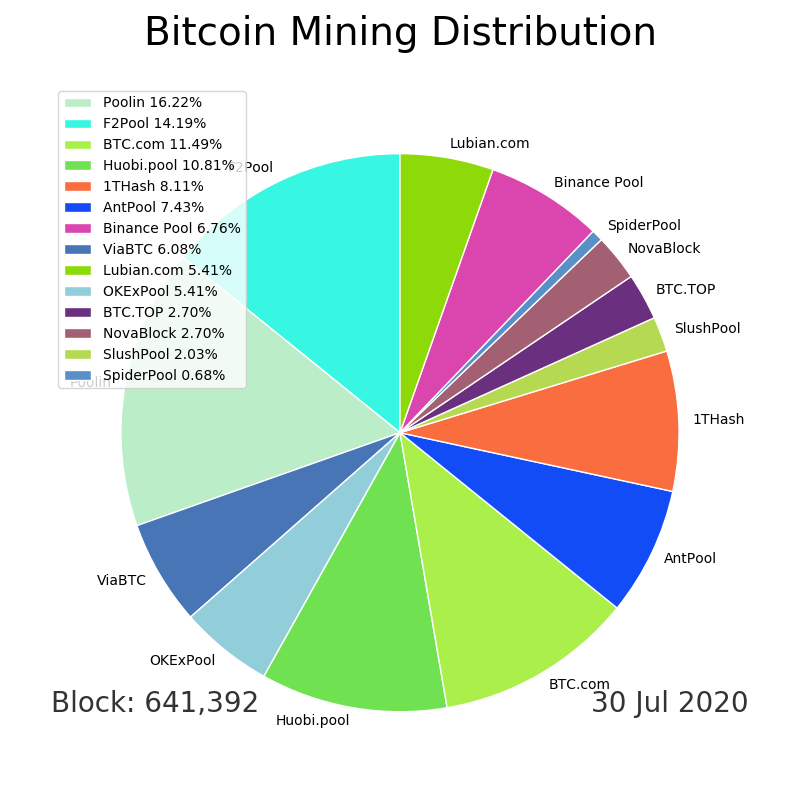 Bitcoin Mining Distribution
Poolin 16.22%
F2Pool 14.19%
BTC.com 11.49%
Huobi.pool 10.81%
1THash 8.11%
AntPool 7.43%
Binance Pool 6.76%
ViaBTC 6.08%
Lubian.com 5.41%
OKExPool 5.41%
BTC.TOP 2.70%
NovaBlock 2.70%
SlushPool 2.03%
SpiderPool 0.68%
Lubian.com
Binance Pool
SpiderPool
NovaBlock
BTC.TOP
SlushPool
1THash
AntPool
BTC.com
Huobi.pool
OKExPool
ViaBTC
Poolin
F2Pool
Block: 641,392
30 Jul 2020